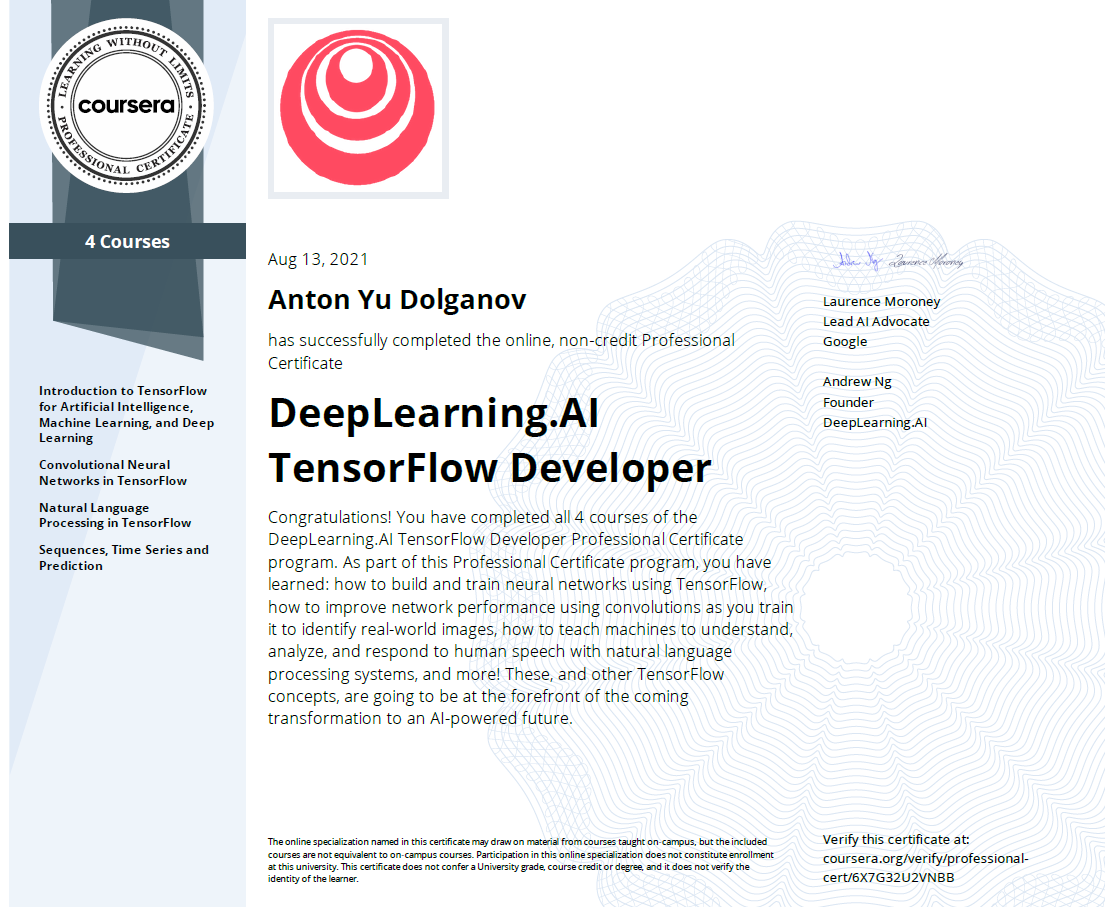 LEARNING WITHOUT LIMITS
coursera
PROFESSIONAL CERTIFICATE
4 Courses
Introduction to TensorFlow
for Artificial Intelligence,
Machine Learning, and Deep
Learning
Convolutional Neural
Networks in TensorFlow
Natural Language
Processing in TensorFlow
Sequences, Time Series and
Prediction
Aug 13, 2021
Anton Yu Dolganov
has successfully completed the online, non-credit Professional
Certificate
DeepLearning.AI
TensorFlow Developer
Congratulations! You have completed all 4 courses of the
DeepLearning.AI TensorFlow Developer Professional Certificate
program. As part of this Professional Certificate program, you have
learned: how to build and train neural networks using TensorFlow,
how to improve network performance using convolutions as you train
it to identify real-world images, how to teach machines to understand,
analyze, and respond to human speech with natural language
processing systems, and more! These, and other TensorFlow
concepts, are going to be at the forefront of the coming
transformation to an AI-powered future.
The online specialization named in this certificate may draw on material from courses taught on-campus, but the included
courses are not equivalent to on-campus courses. Participation in this online specialization does not constitute enrollment
at this university. This certificate does not confer a University grade, course credit or degree, and it does not verify the
identity of the learner.
Andrew Ng Laurence Moroney
Laurence Moroney
Lead AI Advocate
Google
Andrew Ng
Founder
DeepLearning.AI
Verify this certificate at:
coursera.org/verify/professional-
cert/6X7G32U2VNBB